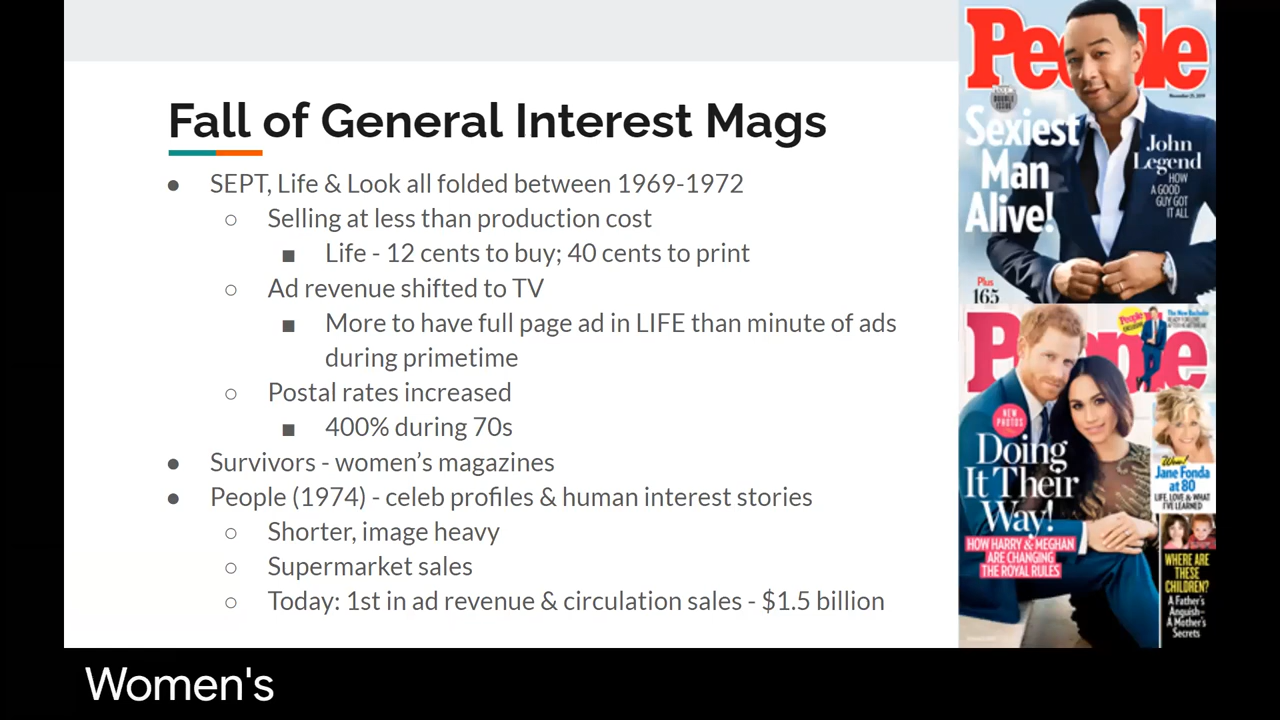 Fall of General Interest Mags
● SEPT, Life & Look all folded between 1969-1972
○ Selling at less than production cost
■ Life - 12 cents to buy; 40 cents to print
○ Ad revenue shifted to TV
■ More to have full page ad in LIFE than minute of ads
during primetime
○ Postal rates increased
■ 400% during 70s
● Survivors - women's magazines
● People (1974) - celeb profiles & human interest stories
○ Shorter, image heavy
○ Supermarket sales
○ Today: 1st in ad revenue & circulation sales - $1.5 billion
People
DOUBLE
ISSUE
Sexiest
Man
Alive!
John
Legend
HOW
A GOOD
GUY GOT
IT ALL
Plus
165
People
NEW
PHOTOS
Doing
It Their
Way!
HOW HARRY & MEGHAN
ARE CHANGING
THE ROYAL RULES
Wow!
Jane Fonda
at 80
LIFE, LOVE & WHAT
I'VE LEARNED
WHERE ARE
THESE
CHILDREN?
A Father's
Anguish—
A Mother's
Secrets
Women's